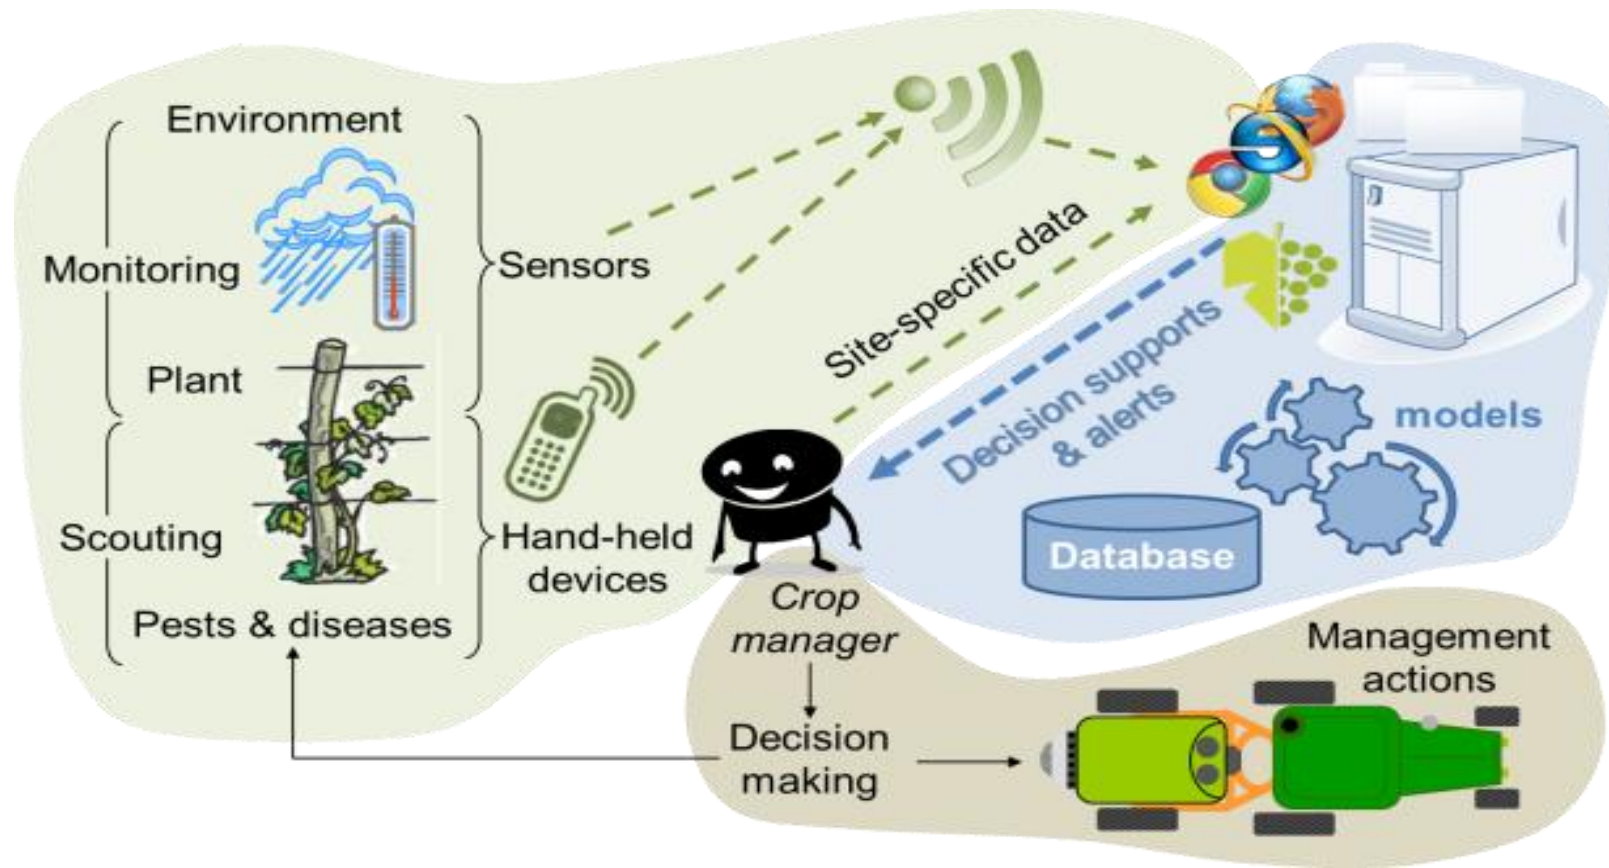 Environment
Monitoring
Sensors
Plant
Scouting
Hand-held
devices
Pests & diseases
Site-specific data
Decision supports
& alerts
models
Database
Crop
manager
Decision
making
Management
actions